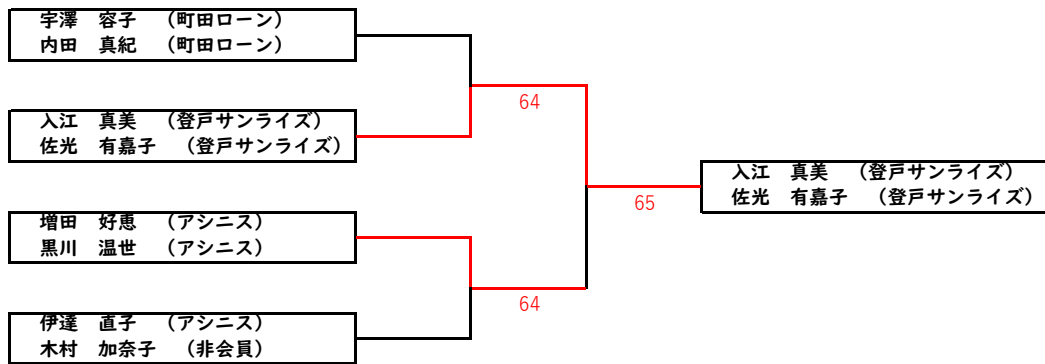 宇澤　容子　（町田ローン）
内田　真紀　（町田ローン）
64
入江　真美　（登戸サンライズ）
佐光　有嘉子　（登戸サンライズ）
入江　真美　（登戸サンライズ）
佐光　有嘉子　（登戸サンライズ）
65
増田　好恵　（アシニス）
黒川　温世　（アシニス）
64
伊達　直子　（アシニス）
木村　加奈子　（非会員）